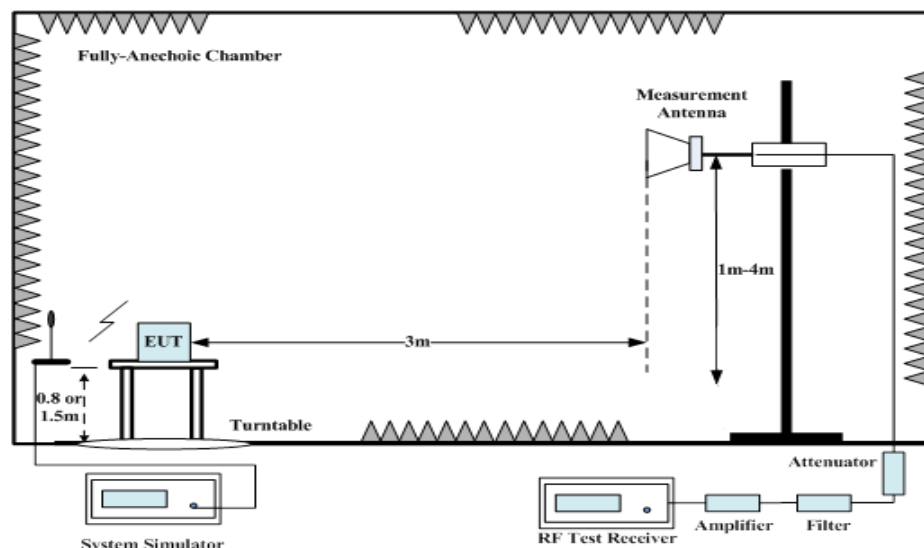 Fully-Anechoic Chamber
Measurement
Antenna
1m-4m
EUT
3m
0.8 or
1.5m
Turntable
Attenuator
System Simulator
RF Test Receiver
Amplifier
Filter